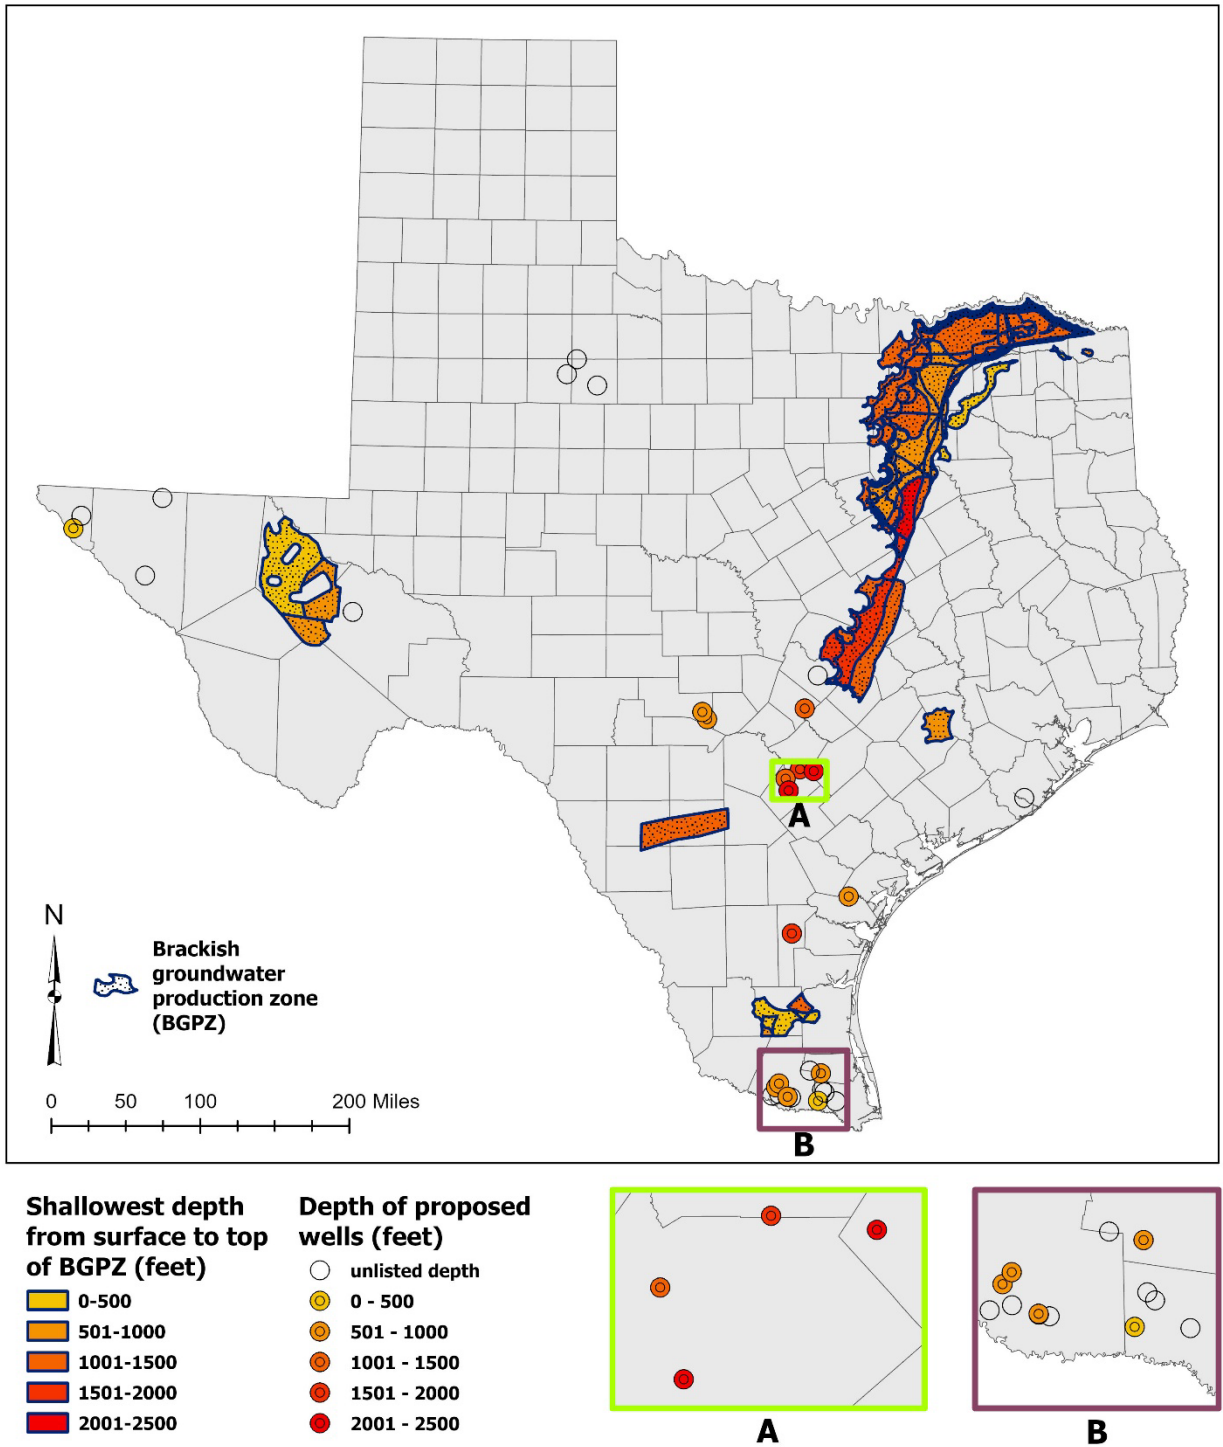 A
N
Brackish
groundwater
production zone
(BGPZ)
0 50 100 200 Miles
B
Shallowest depth
from surface to top
of BGPZ (feet)
0-500
501-1000
1001-1500
1501-2000
2001-2500
Depth of proposed
wells (feet)
unlisted depth
0 - 500
501 - 1000
1001 - 1500
1501 - 2000
2001 - 2500
A
B